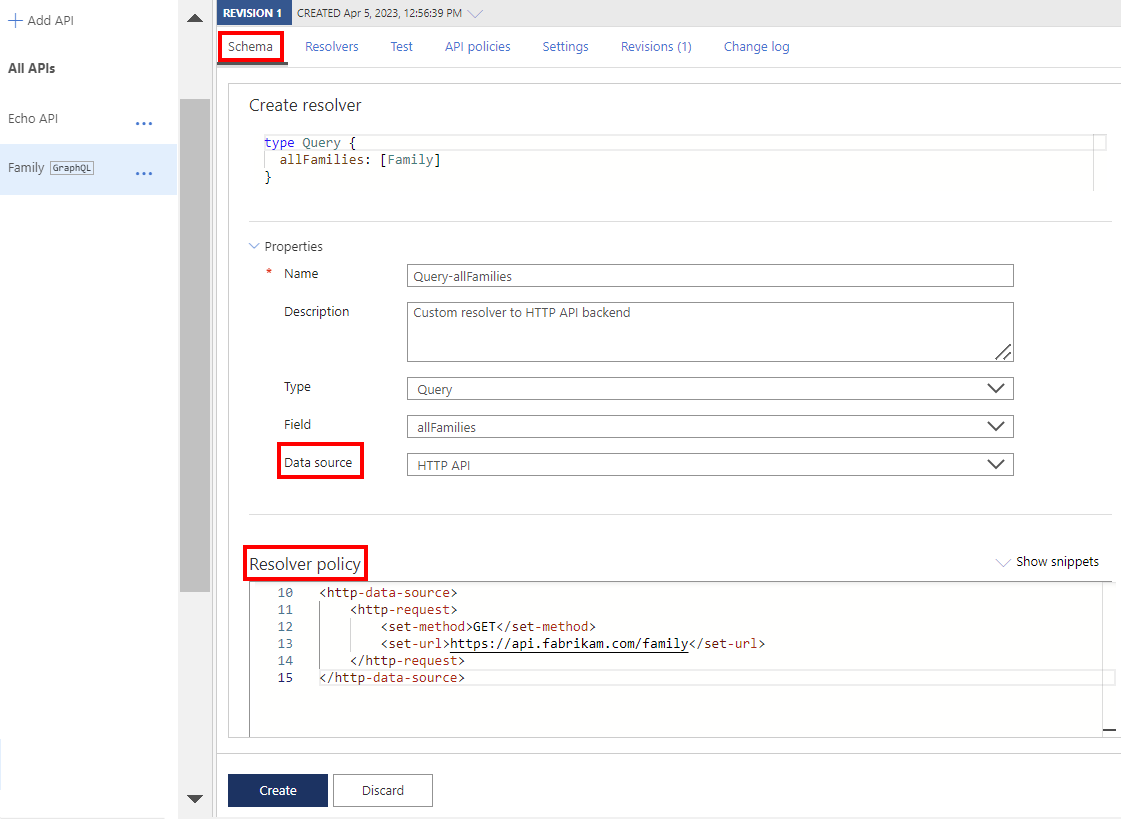 Add API
All APIs
Echo API
...
Family GraphQL
...
REVISION 1 CREATED Apr 5, 2023, 12:56:39 PM
Schema Resolvers Test API policies Settings Revisions (1) Change log
Create resolver
type Query {
allFamilies: [Family]
}
Properties
* Name Query-allFamilies
Description Custom resolver to HTTP API backend
Type Query
Field allFamilies
Data source HTTP API
Resolver policy Show snippets
10 <http-data-source>
11 <http-request>
12 <set-method>GET</set-method>
13 <set-url>https://api.fabrikam.com/family</set-url>
14 </http-request>
15 </http-data-source>
Create Discard